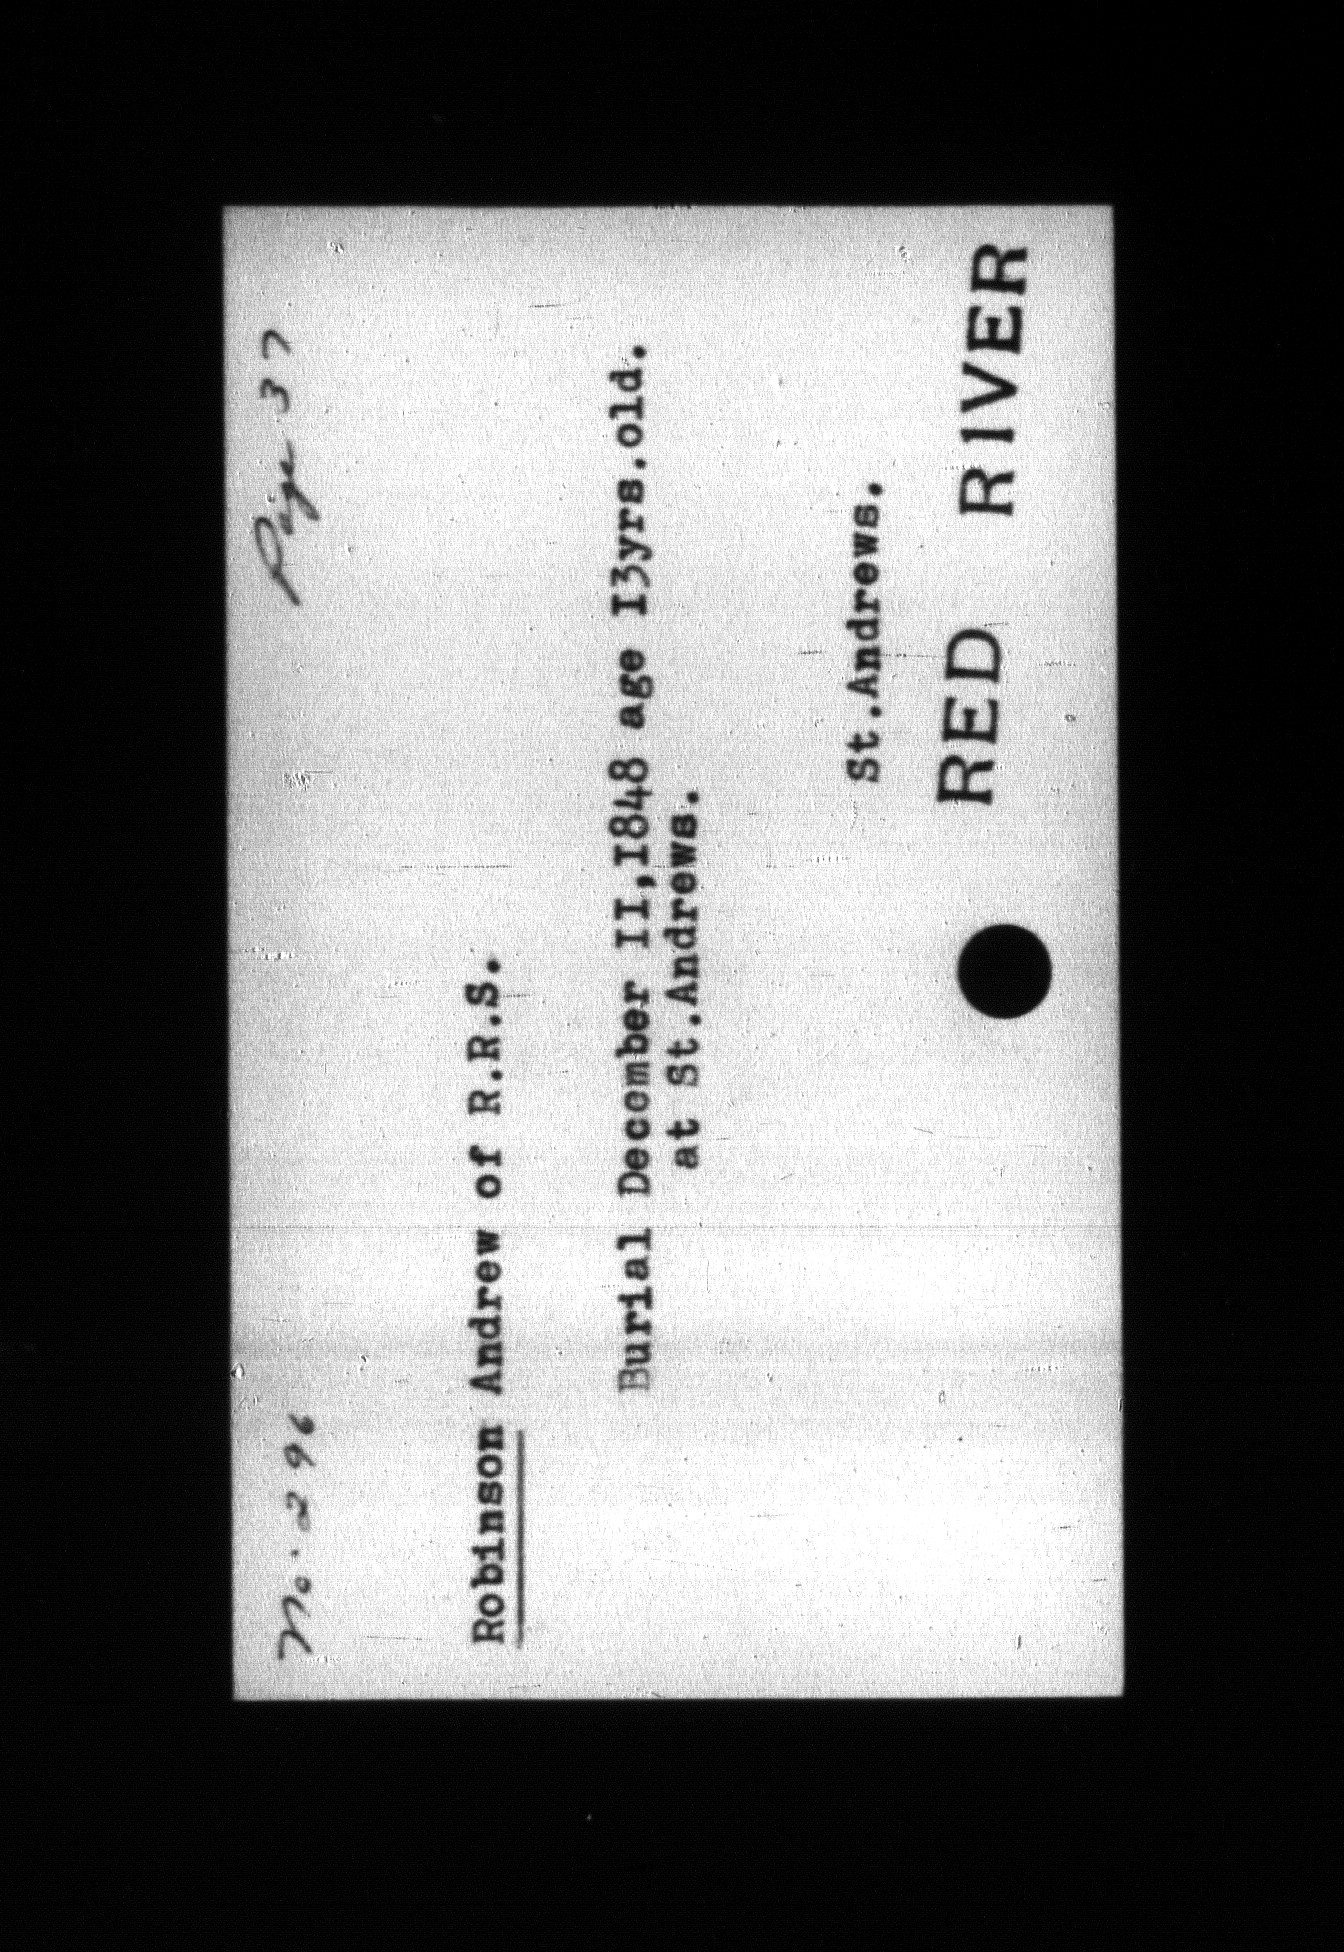 No. 296 Page 37
Robinson Andrew of R.R.S.
Burial December II,I848 age I3yrs.old.
at St.Andrews.
St.Andrews.
RED RIVER